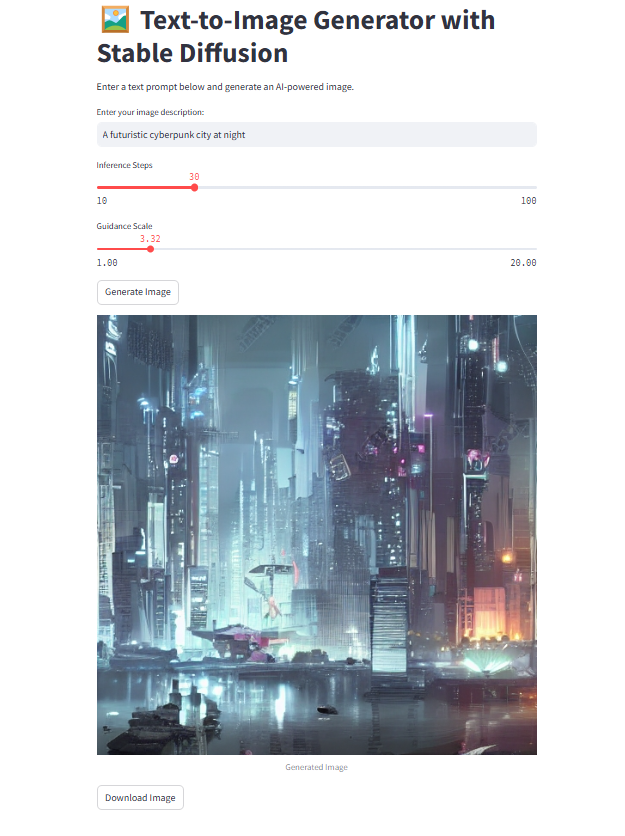 Text-to-Image Generator with
Stable Diffusion
Enter a text prompt below and generate an AI-powered image.
Enter your image description:
A futuristic cyberpunk city at night
Inference Steps
30
10 100
Guidance Scale
3.32
1.00 20.00
Generate Image
Generated Image
Download Image